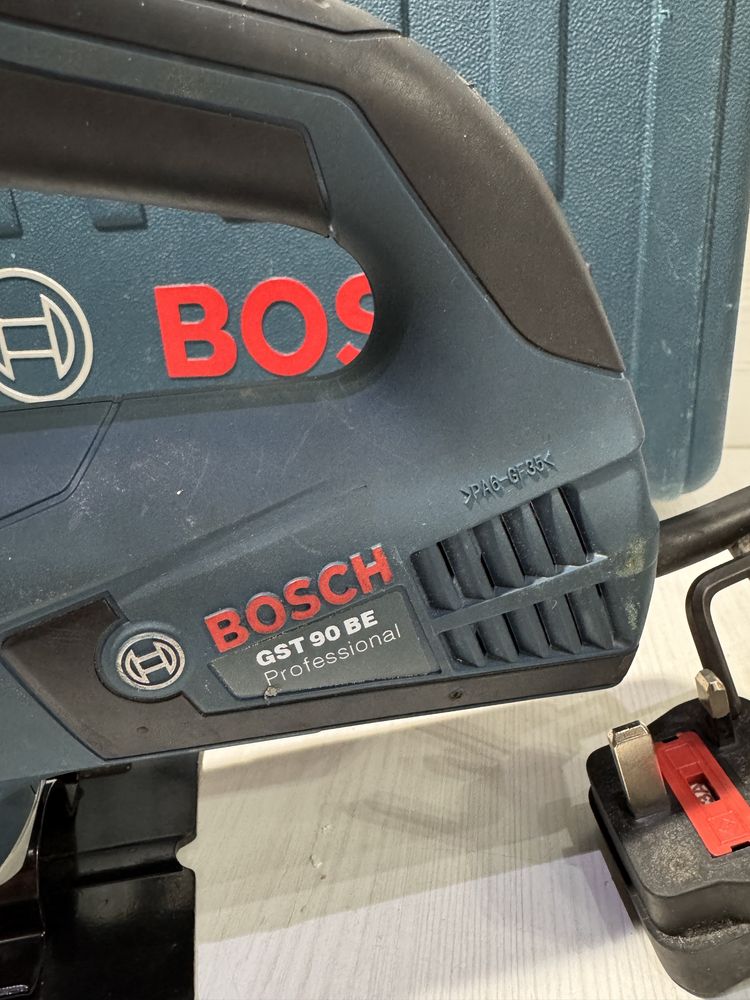 BOS
>PA6-GF35<
BOSCH
GST 90 BE
Professional